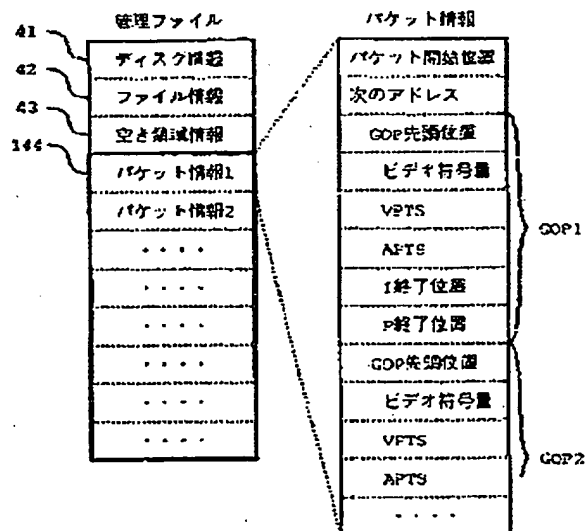 管理ファイル
41
ディスク情報
42
ファイル情報
43
空き領域情報
144
パケット情報1
パケット情報2
・・・・
・・・・
・・・・
・・・・
・・・・
・・・・
パケット情報
パケット開始位置
次のアドレス
GOP先頭位置
ビデオ符号量
VPTS
APTS
I終了位置
P終了位置
GOP1
GOP先頭位置
ビデオ符号量
VPTS
APTS
・・・・
GOP2